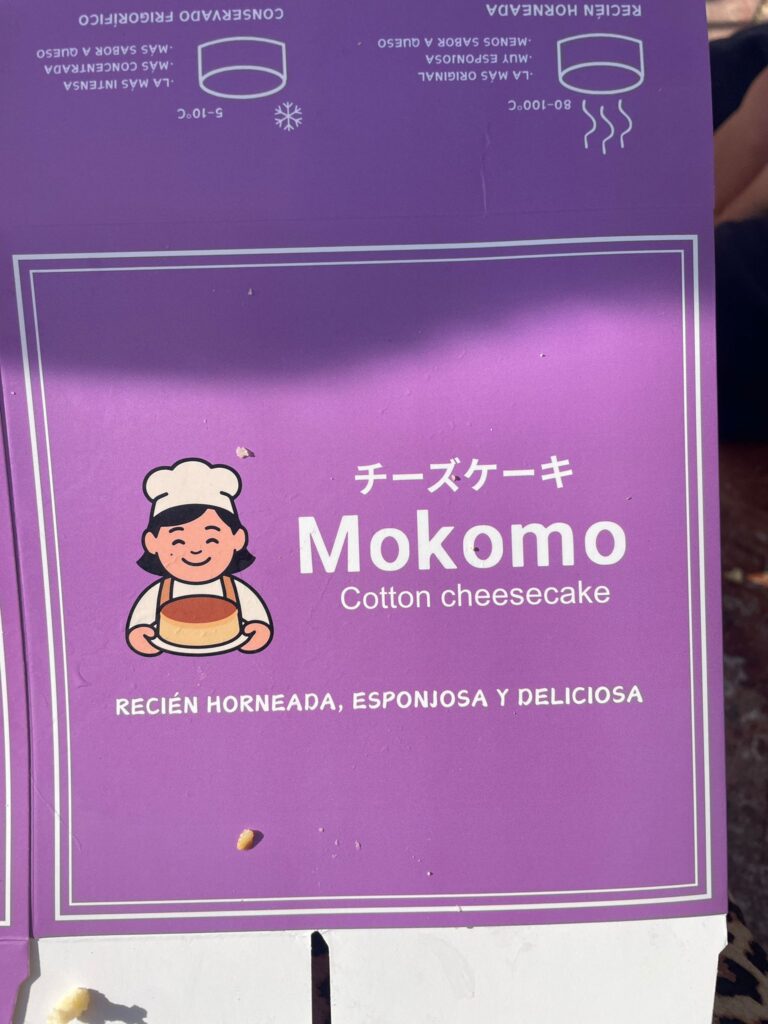 RECIÉN HORNEADA
80-100°C
·LA MÁS ORIGINAL
·MUY ESPONJOSA
·MENOS SABOR A QUESO
CONSERVADO FRIGORÍFICO
5-10°C
·LA MÁS INTENSA
·MÁS CONCENTRADA
·MÁS SABOR A QUESO
チーズケーキ
Mokomo
Cotton cheesecake
RECIÉN HORNEADA, ESPONJOSA Y DELICIOSA